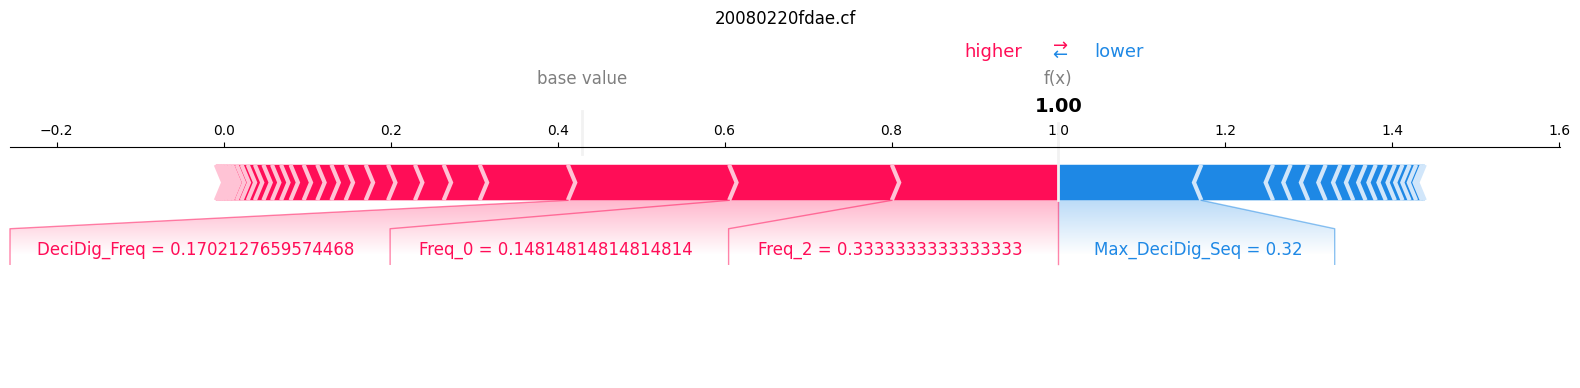 20080220fdae.cf
higher → ← lower
base value f(x)
1.00
−0.2 0.0 0.2 0.4 0.6 0.8 1.0 1.2 1.4 1.6
DeciDig_Freq = 0.1702127659574468 Freq_0 = 0.14814814814814814 Freq_2 = 0.3333333333333333 Max_DeciDig_Seq = 0.32